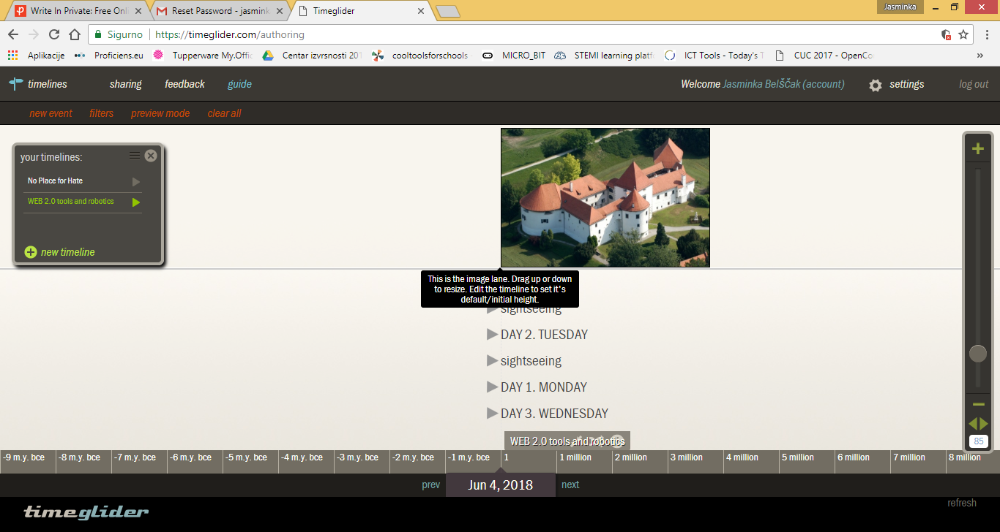 Write In Private: Free Onli
Reset Password - jasmink
Timeglider
Jasminka
Sigurno
https://timeglider.com/authoring
Aplikacije
Proficiens.eu
Tupperware My.Offic
Centar izvrsnosti 201
cooltoolsforschools
MICRO_BIT
STEMI learning platf
ICT Tools - Today's T
CUC 2017 - OpenCo
»
timelines
sharing
feedback
guide
Welcome Jasminka BelŠČak (account)
settings
log out
new event
filters
preview mode
clear all
your timelines:
No Place for Hate
WEB 2.0 tools and robotics
+ new timeline
This is the image lane. Drag up or down
to resize. Edit the timeline to set it's
default/initial height.
sightseeing
DAY 2. TUESDAY
sightseeing
DAY 1. MONDAY
DAY 3. WEDNESDAY
WEB 2.0 tools and robotics
85
-9 m.y. bce
-8 m.y. bce
-7 m.y. bce
-6 m.y. bce
-5 m.y. bce
-4 m.y. bce
-3 m.y. bce
-2 m.y. bce
-1 m.y. bce
1
1 million
2 million
3 million
4 million
5 million
6 million
7 million
8 million
prev
Jun 4, 2018
next
refresh
timeglider